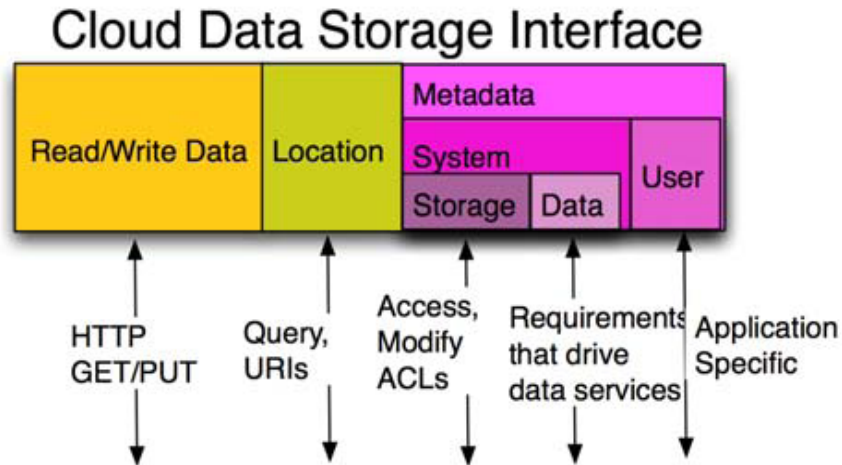 Cloud Data Storage Interface
Read/Write Data
Location
Metadata
System
User
Storage
Data
HTTP
GET/PUT
Query,
URIs
Access,
Modify
ACLs
Requirements
that drive
data services
Application
Specific